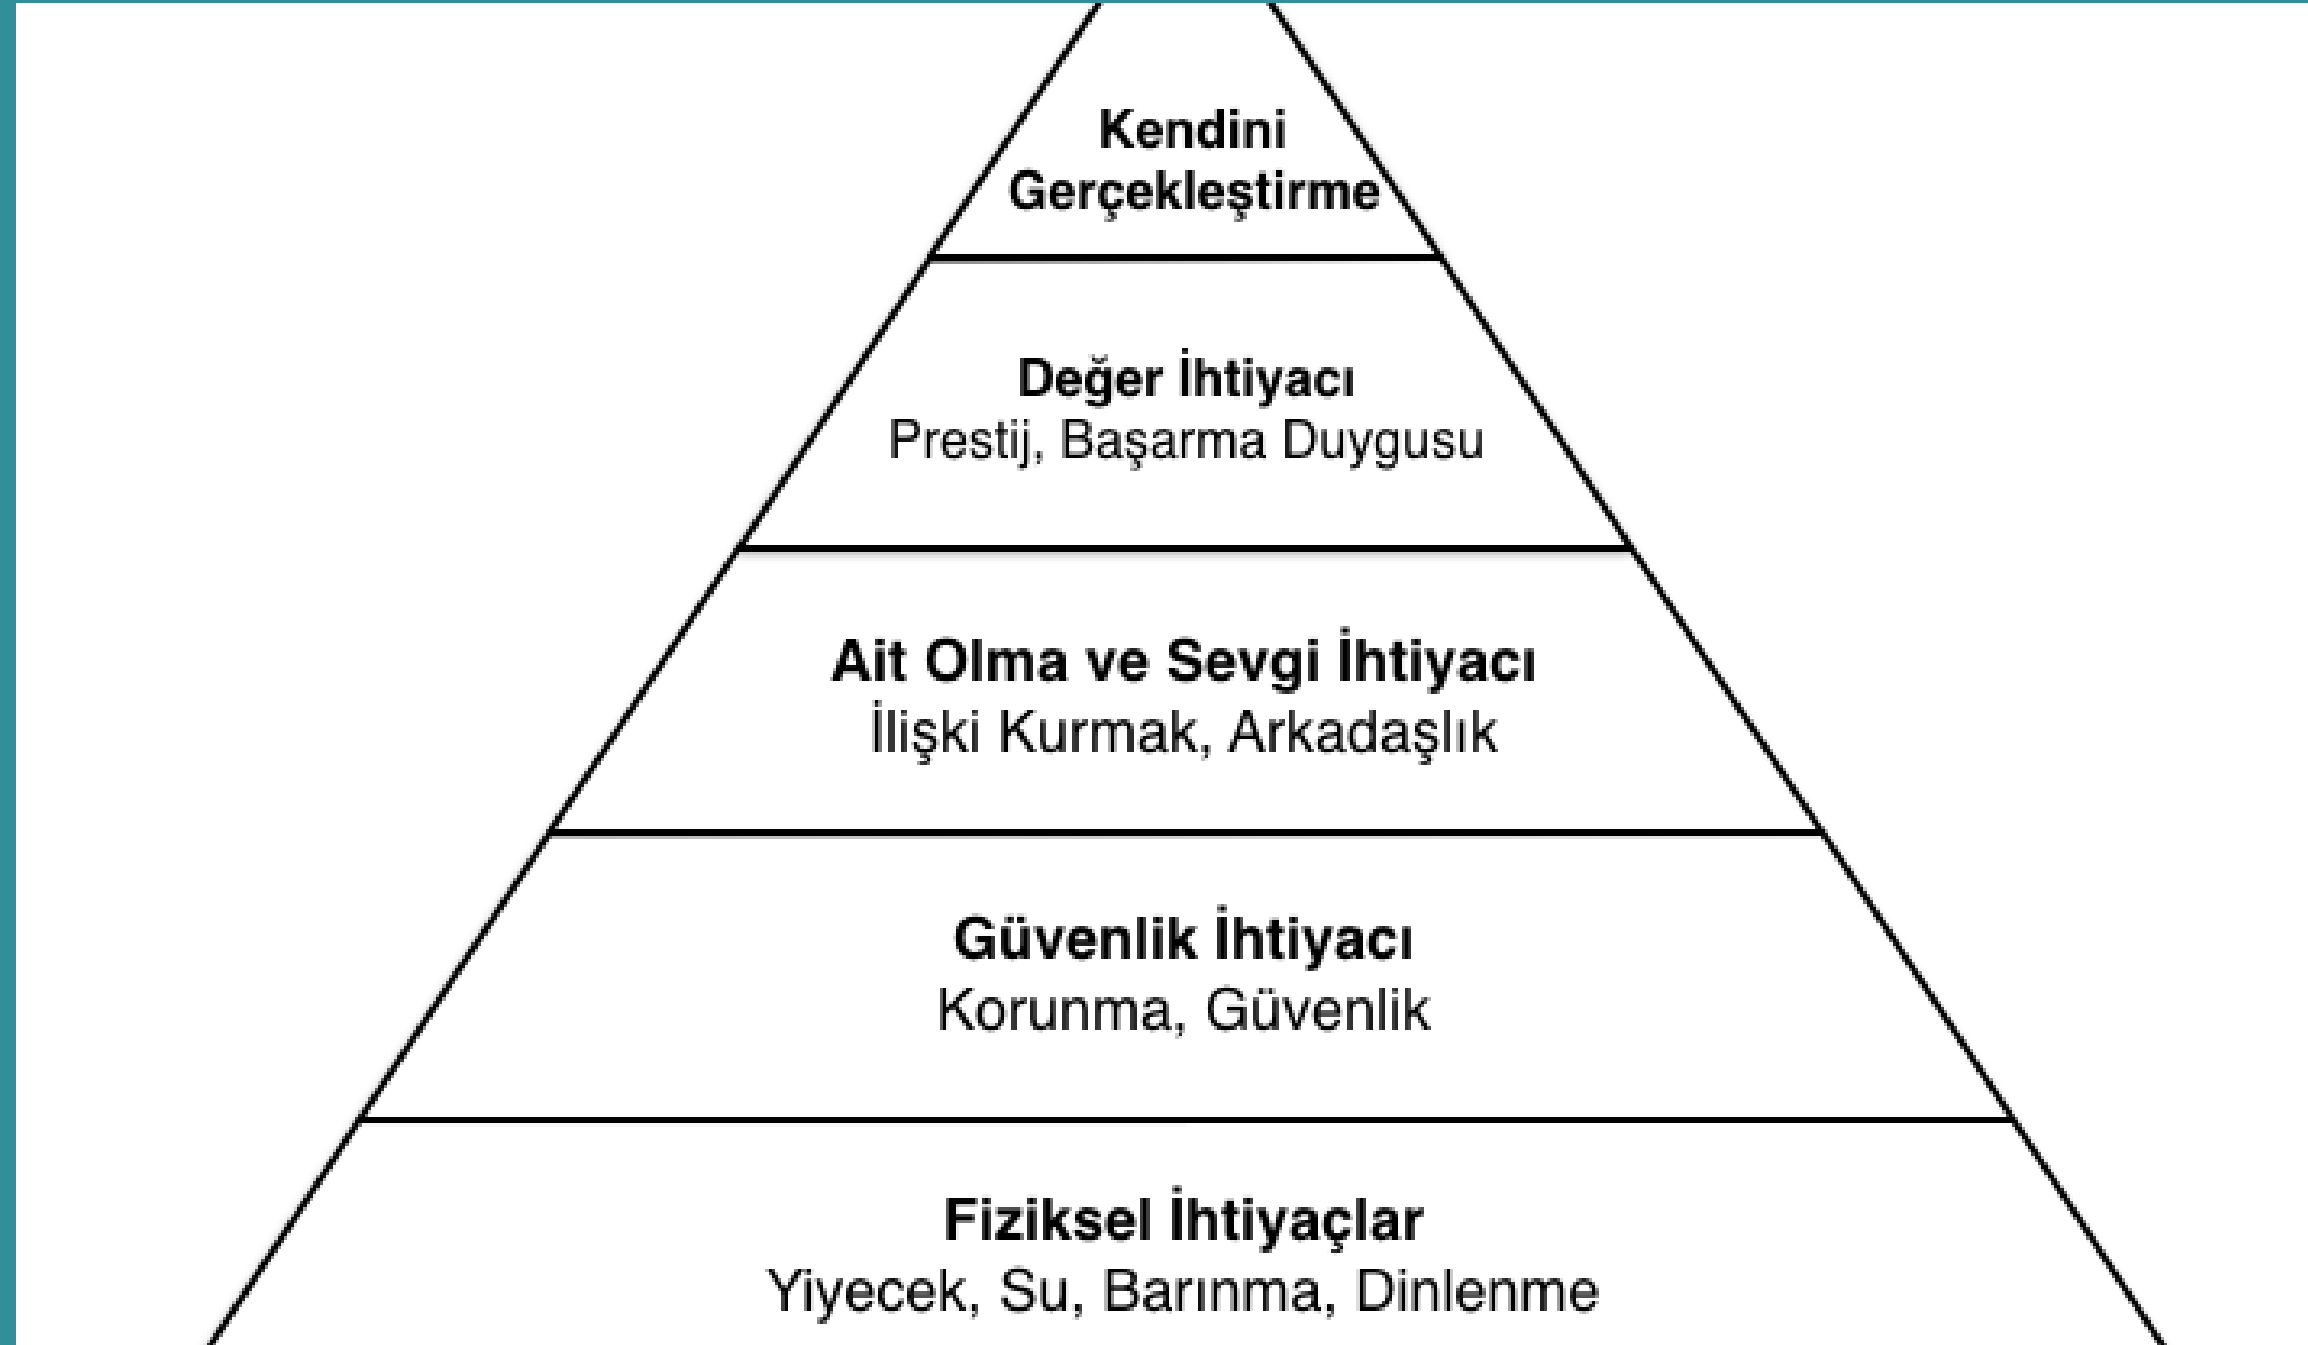 Kendini
Gerçekleştirme
Değer İhtiyacı
Prestij, Başarma Duygusu
Ait Olma ve Sevgi İhtiyacı
İlişki Kurmak, Arkadaşlık
Güvenlik İhtiyacı
Korunma, Güvenlik
Fiziksel İhtiyaçlar
Yiyecek, Su, Barınma, Dinlenme